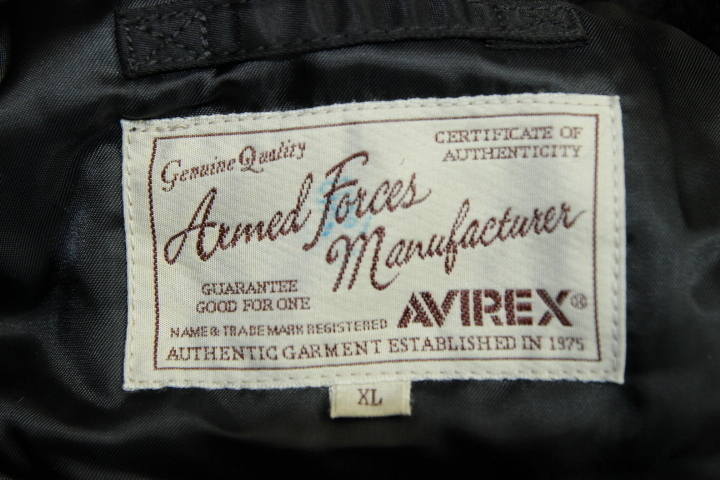 Genuine Quality
CERTIFICATE OF
AUTHENTICITY
Armed Forces
Manufacturer
GUARANTEE
GOOD FOR ONE
NAME & TRADE MARK REGISTERED
AVIREX®
AUTHENTIC GARMENT ESTABLISHED IN 1975
XL